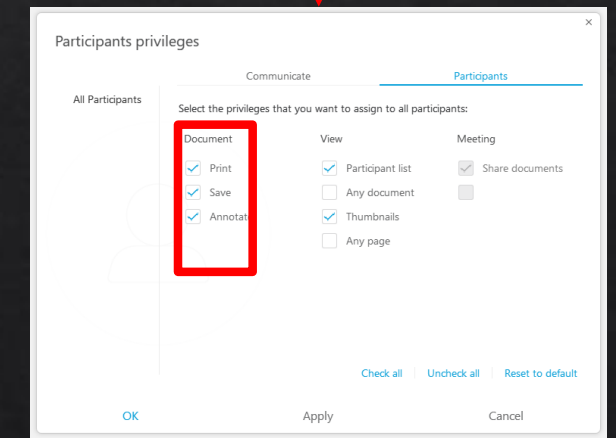 Participants privileges
Communicate
Participants
All Participants
Select the privileges that you want to assign to all participants:
Document
View
Meeting
Print
Participant list
Share documents
Save
Any document
Annotate
Thumbnails
Any page
Check all
Uncheck all
Reset to default
OK
Apply
Cancel